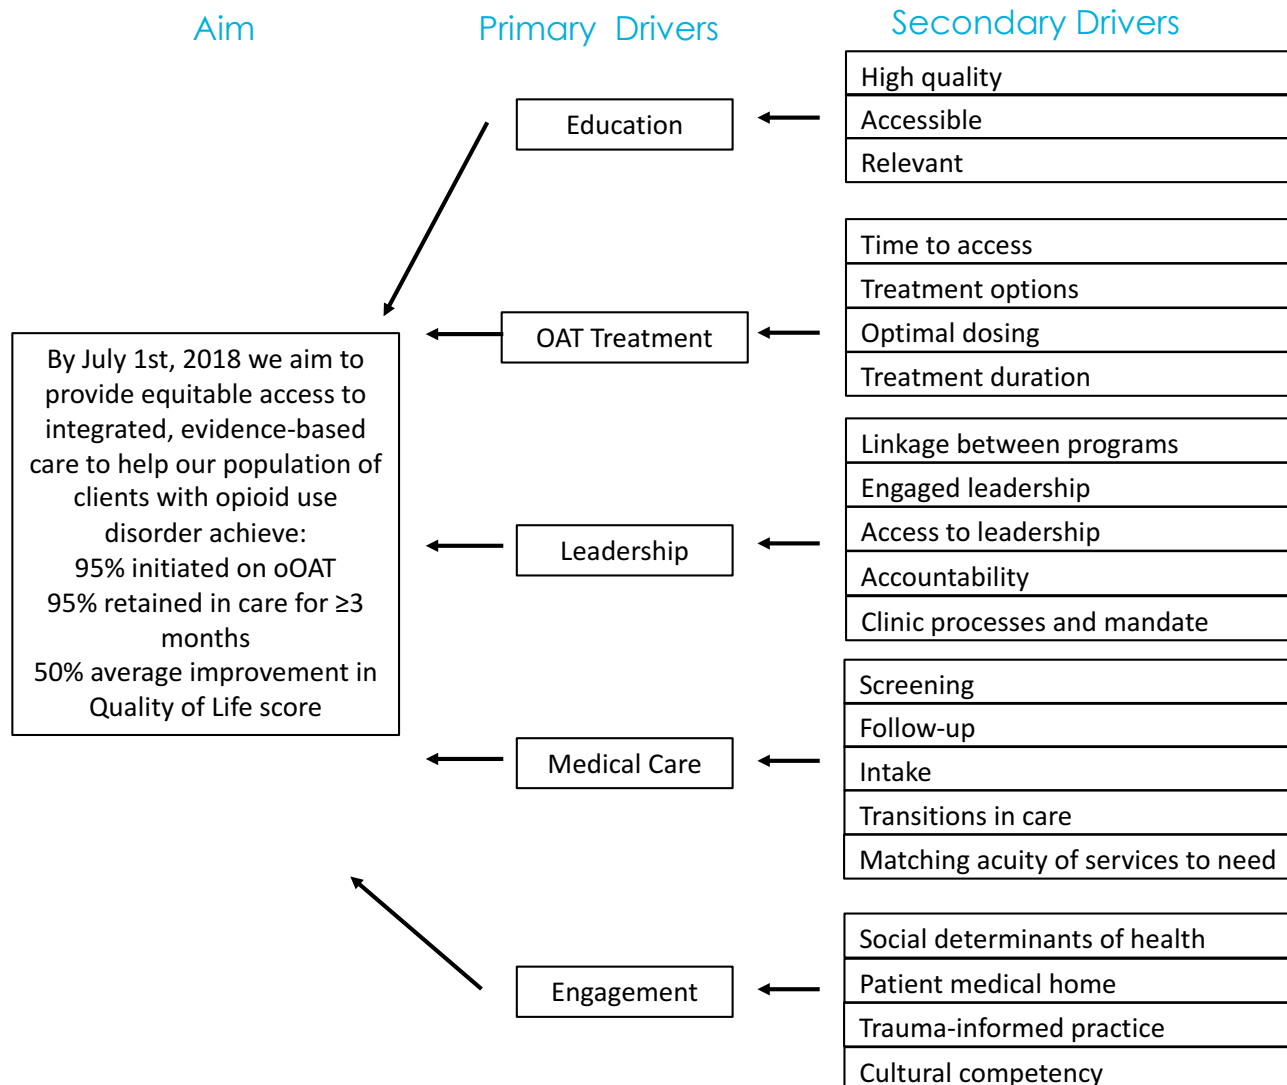 Aim
Primary Drivers
Secondary Drivers
By July 1st, 2018 we aim to
provide equitable access to
integrated, evidence-based
care to help our population of
clients with opioid use
disorder achieve:
95% initiated on oOAT
95% retained in care for ≥3
months
50% average improvement in
Quality of Life score
Education
High quality
Accessible
Relevant
OAT Treatment
Time to access
Treatment options
Optimal dosing
Treatment duration
Leadership
Linkage between programs
Engaged leadership
Access to leadership
Accountability
Clinic processes and mandate
Medical Care
Screening
Follow-up
Intake
Transitions in care
Matching acuity of services to need
Engagement
Social determinants of health
Patient medical home
Trauma-informed practice
Cultural competency